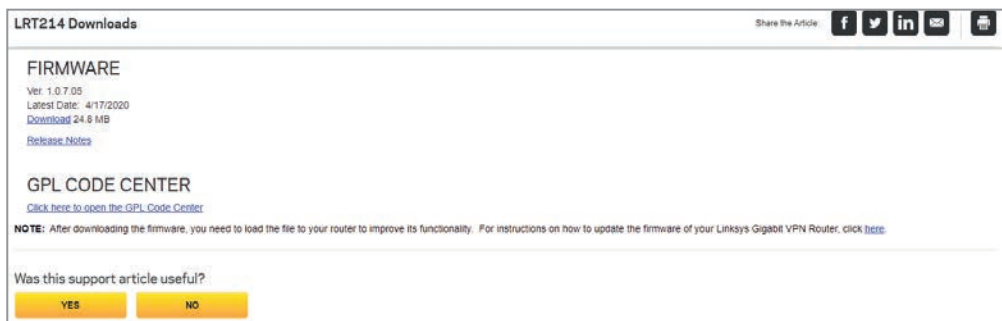 LRT214 Downloads
Share the Article:
FIRMWARE
Ver. 1.0.7.05
Latest Date: 4/17/2020
Download 24.8 MB
Release Notes
GPL CODE CENTER
Click here to open the GPL Code Center
NOTE: After downloading the firmware, you need to load the file to your router to improve its functionality. For instructions on how to update the firmware of your Linksys Gigabit VPN Router, click here.
Was this support article useful?
YES NO